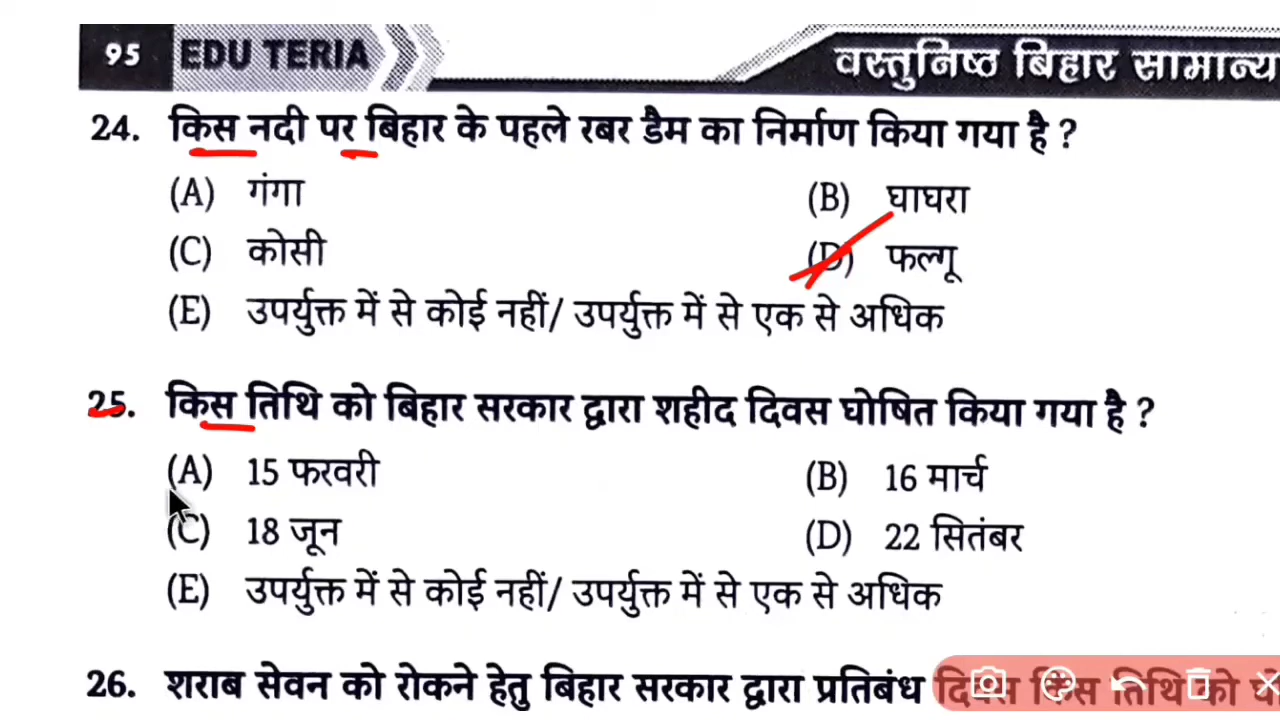 95 EDU TERIA वस्तुनिष्ठ बिहार सामान्य
24. किस नदी पर बिहार के पहले रबर डैम का निर्माण किया गया है ?
(A) गंगा (B) घाघरा
(C) कोसी (D) फल्गू
(E) उपर्युक्त में से कोई नहीं/ उपर्युक्त में से एक से अधिक
25. किस तिथि को बिहार सरकार द्वारा शहीद दिवस घोषित किया गया है ?
(A) 15 फरवरी (B) 16 मार्च
(C) 18 जून (D) 22 सितंबर
(E) उपर्युक्त में से कोई नहीं/ उपर्युक्त में से एक से अधिक
26. शराब सेवन को रोकने हेतु बिहार सरकार द्वारा प्रतिबंध दिवस किस तिथि को